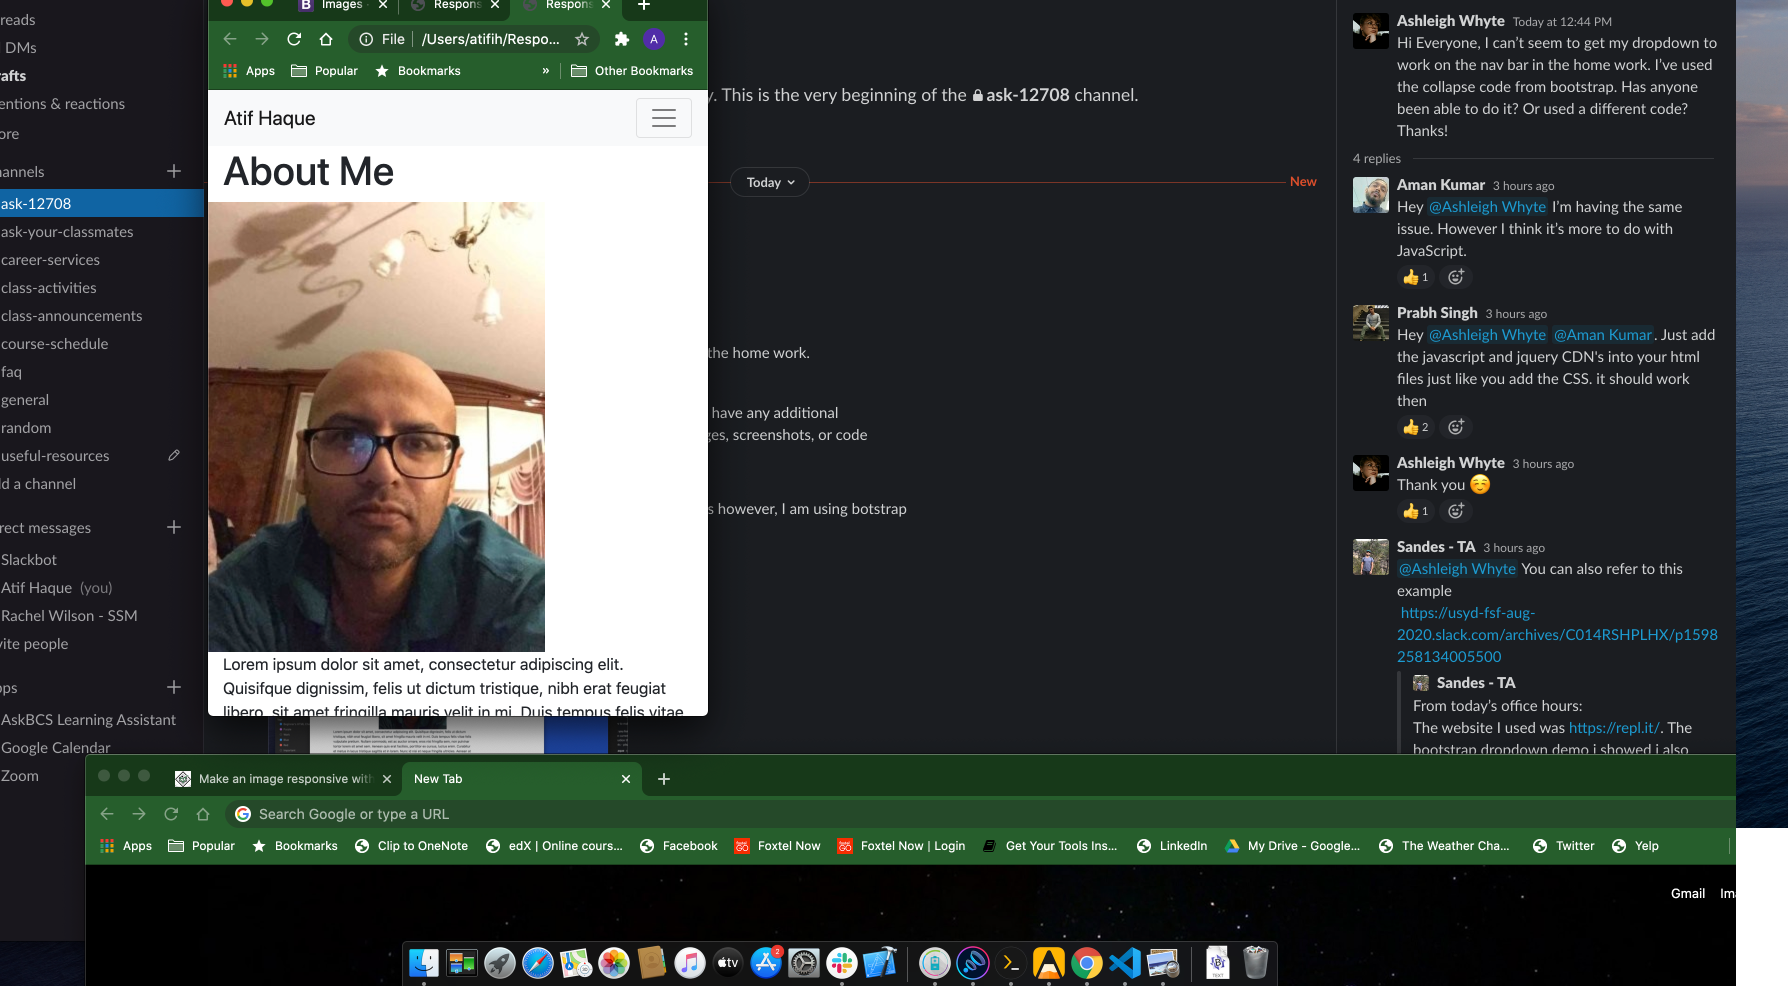 reads
DMs
afts
entions & reactions
ore
annels
ask-12708
ask-your-classmates
career-services
class-activities
class-announcements
course-schedule
faq
general
random
useful-resources
d a channel
rect messages
Slackbot
Atif Haque (you)
Rachel Wilson - SSM
vite people
ps
AskBCS Learning Assistant
Google Calendar
Zoom
Images
Respons
Respons
File
/Users/atifih/Respo...
A
Apps
Popular
Bookmarks
»
Other Bookmarks
Atif Haque
About Me
Lorem ipsum dolor sit amet, consectetur adipiscing elit.
Quisifque dignissim, felis ut dictum tristique, nibh erat feugiat
libero, sit amet fringilla mauris velit in mi. Duis tempus felis vitae
y. This is the very beginning of the ask-12708 channel.
Today
New
the home work.
have any additional
ges, screenshots, or code
s however, I am using botstrap
Ashleigh Whyte Today at 12:44 PM
Hi Everyone, I can't seem to get my dropdown to
work on the nav bar in the home work. I've used
the collapse code from bootstrap. Has anyone
been able to do it? Or used a different code?
Thanks!
4 replies
Aman Kumar 3 hours ago
Hey @Ashleigh Whyte I'm having the same
issue. However I think it's more to do with
JavaScript.
1
Prabh Singh 3 hours ago
Hey @Ashleigh Whyte @Aman Kumar. Just add
the javascript and jquery CDN's into your html
files just like you add the CSS. it should work
then
2
Ashleigh Whyte 3 hours ago
Thank you
1
Sandes - TA 3 hours ago
@Ashleigh Whyte You can also refer to this
example
https://usyd-fsf-aug-
2020.slack.com/archives/C014RSHPLHX/p1598
258134005500
Sandes - TA
From today's office hours:
The website I used was https://repl.it/. The
bootstrap dropdown demo i showed i also
Make an image responsive with
New Tab
Search Google or type a URL
Apps
Popular
Bookmarks
Clip to OneNote
edX | Online cours...
Facebook
Foxtel Now
Foxtel Now | Login
Get Your Tools Ins...
LinkedIn
My Drive - Google...
The Weather Cha...
Twitter
Yelp
Gmail
Im
tv
2